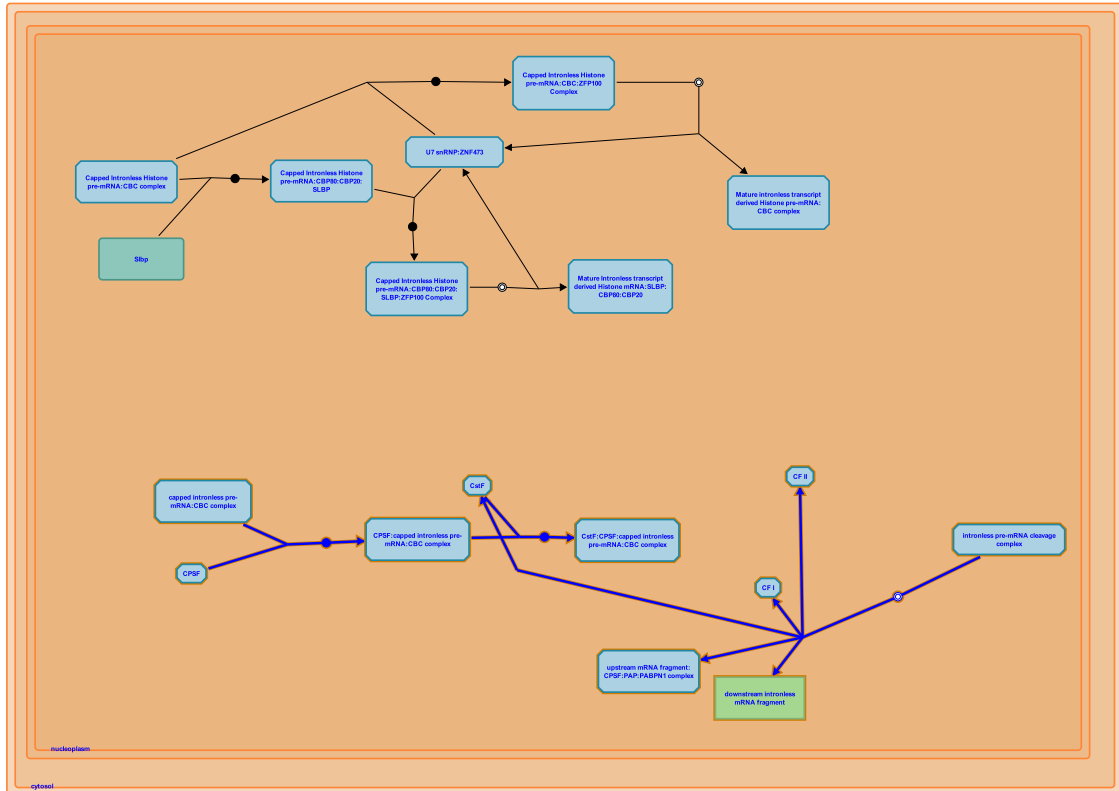 Capped Intronless Histone
pre-mRNA:CBC:ZFP100
Complex
U7 snRNP:ZNF473
Capped Intronless Histone
pre-mRNA:CBC complex
Capped Intronless Histone
pre-mRNA:CBP80:CBP20:
SLBP
Mature intronless transcript
derived Histone pre-mRNA:
CBC complex
Slbp
Capped Intronless Histone
pre-mRNA:CBP80:CBP20:
SLBP:ZFP100 Complex
Mature Intronless transcript
derived Histone mRNA:SLBP:
CBP80:CBP20
capped intronless pre-
mRNA:CBC complex
CstF
CF II
CPSF:capped intronless pre-
mRNA:CBC complex
CstF:CPSF:capped intronless
pre-mRNA:CBC complex
intronless pre-mRNA cleavage
complex
CPSF
CF I
upstream mRNA fragment:
CPSF:PAP:PABPN1 complex
downstream intronless
mRNA fragment
nucleoplasm
cytosol